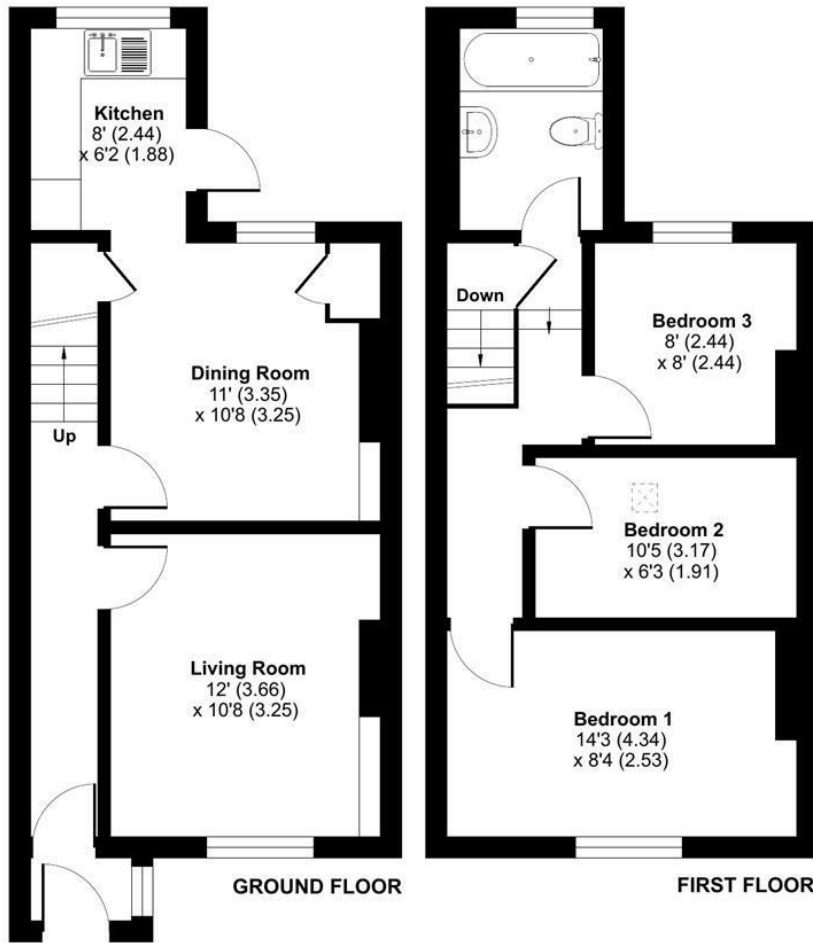 Kitchen
8' (2.44)
x 6'2 (1.88)
Up
Dining Room
11' (3.35)
x 10'8 (3.25)
Living Room
12' (3.66)
x 10'8 (3.25)
GROUND FLOOR
Down
Bedroom 3
8' (2.44)
x 8' (2.44)
Bedroom 2
10'5 (3.17)
x 6'3 (1.91)
Bedroom 1
14'3 (4.34)
x 8'4 (2.53)
FIRST FLOOR